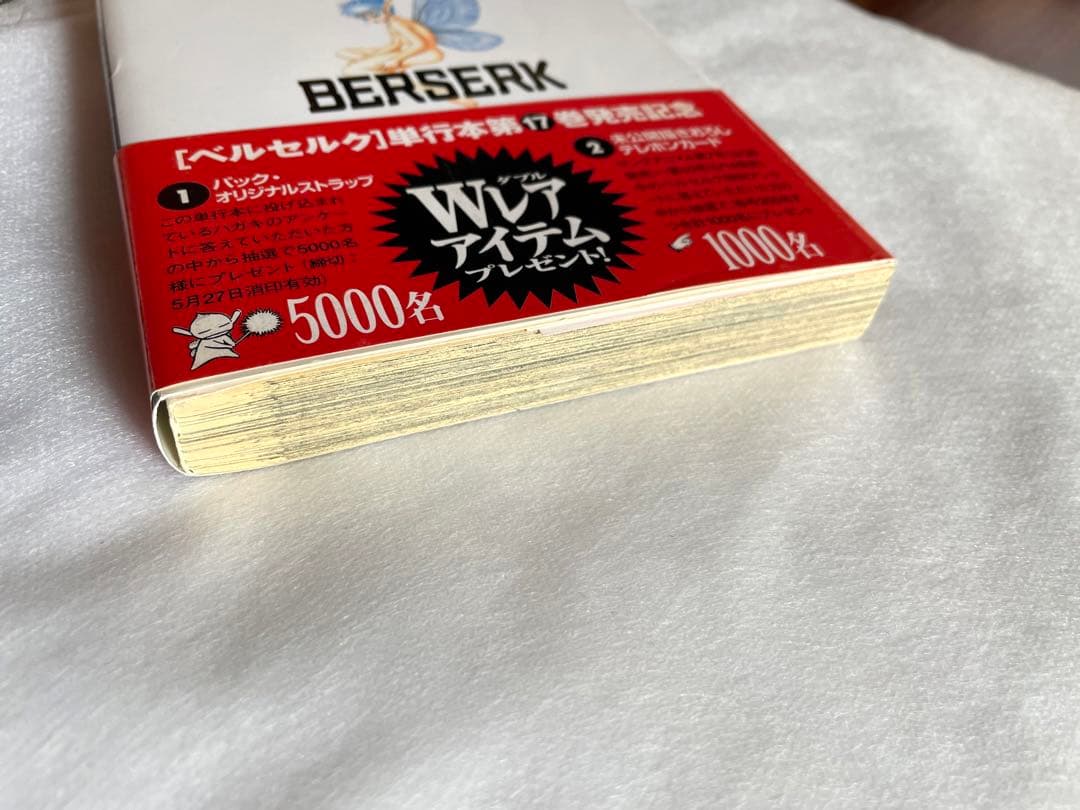 BERSERK
[ベルセルク]単行本第17巻発売記念
1 パック・
オリジナルストラップ
この単行本に投げ込まれ
ているハガキのアンケー
トに答えていただいた方
の中から抽選で5000名
様にプレゼント(締切:
5月27日消印有効)
5000名
ダブル
Wレア
アイテム
プレゼント!
2 未公開描きおろし
テレホンカード
1000名